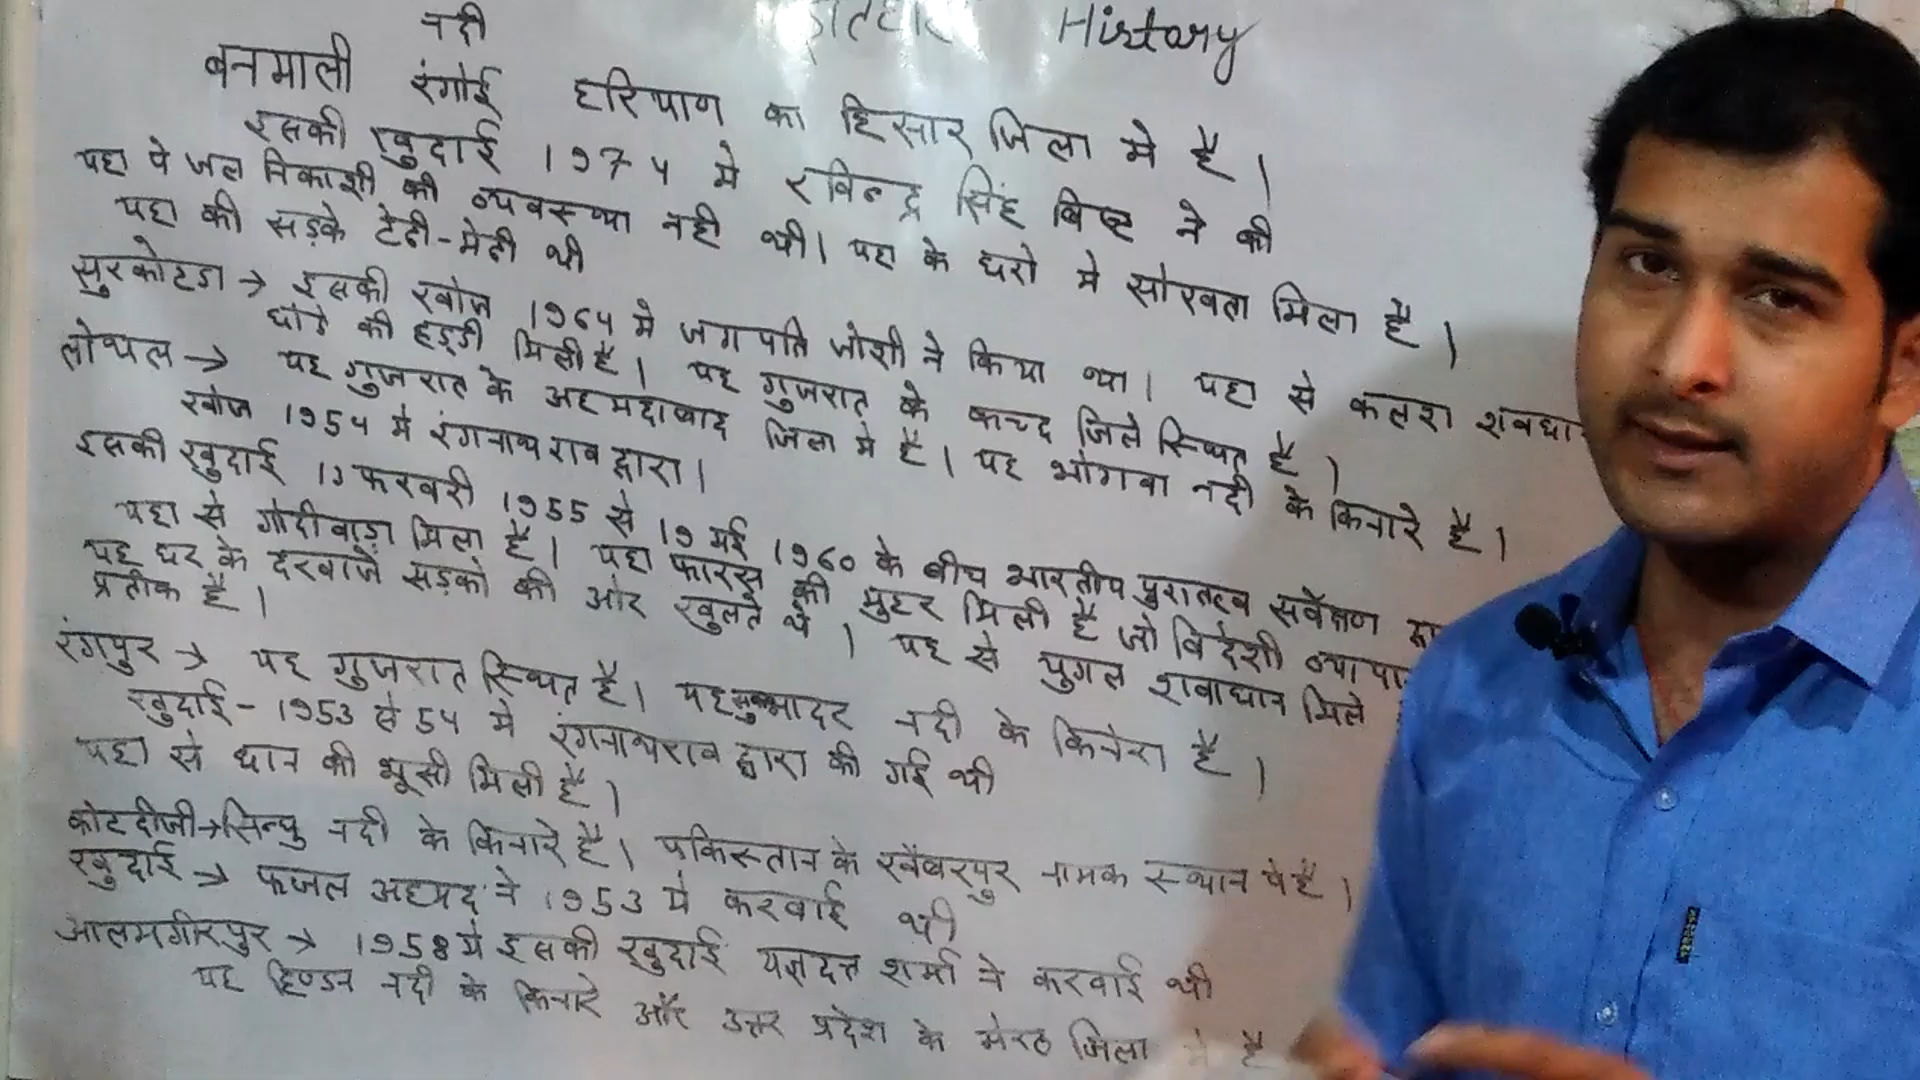 History
नदी
बनमाली रंगोई हरियाण का हिसार जिला मे है।
इसकी खुदाई 1974 मे रविन्द्र सिंह बिष्ट ने की
यहा पे जल निकाशी की व्यवस्था नही थी। यहा के घरो मे सोखता मिला है।
यहा की सड़के टेढी-मेढी थी
सुरकोटडा → इसकी खोज 1964 मे जगपति जोशी ने किया था। यहा से कलश
घोडे की हड्डी मिली है। यह गुजरात के कच्छ जिले स्थित है।
लोथल → यह गुजरात के अहमदाबाद जिला मे है। यह भोगवा नदी के किनारे है।
खोज 1954 मे रंगनाथ राव द्वारा।
इसकी खुदाई 13 फरवरी 1955 से 19 मई 1960 के बीच भारतीय पुरातत्व सर्वेक्षण
यहा से गोदीवाड़ा मिला है। यहा फारस की मुहर मिली है जो विदेशी
प्रतीक है।
यह घर के दरवाजे सड़को की ओर खुलते थे। यह से युगल शवाधान मिले
रंगपुर → यह गुजरात स्थित है। यह भादर नदी के किनेरा है।
खुदाई - 1953 से 54 मे रंगनाथराव द्वारा की गई थी
यहा से धान की भूसी मिली है।
कोटदीजी → सिन्धु नदी के किनारे है। पकिस्तान के खैबरपुर नामक स्थान पे है।
खुदाई → फजल अहमद ने 1953 मे करवाई थी
आलमगीरपुर → 1958 मे इसकी खुदाई यज्ञदत्त शर्मा ने करवाई थी
यह हिण्डन नदी के किनारे और उत्तर प्रदेश के मेरठ जिला मे है